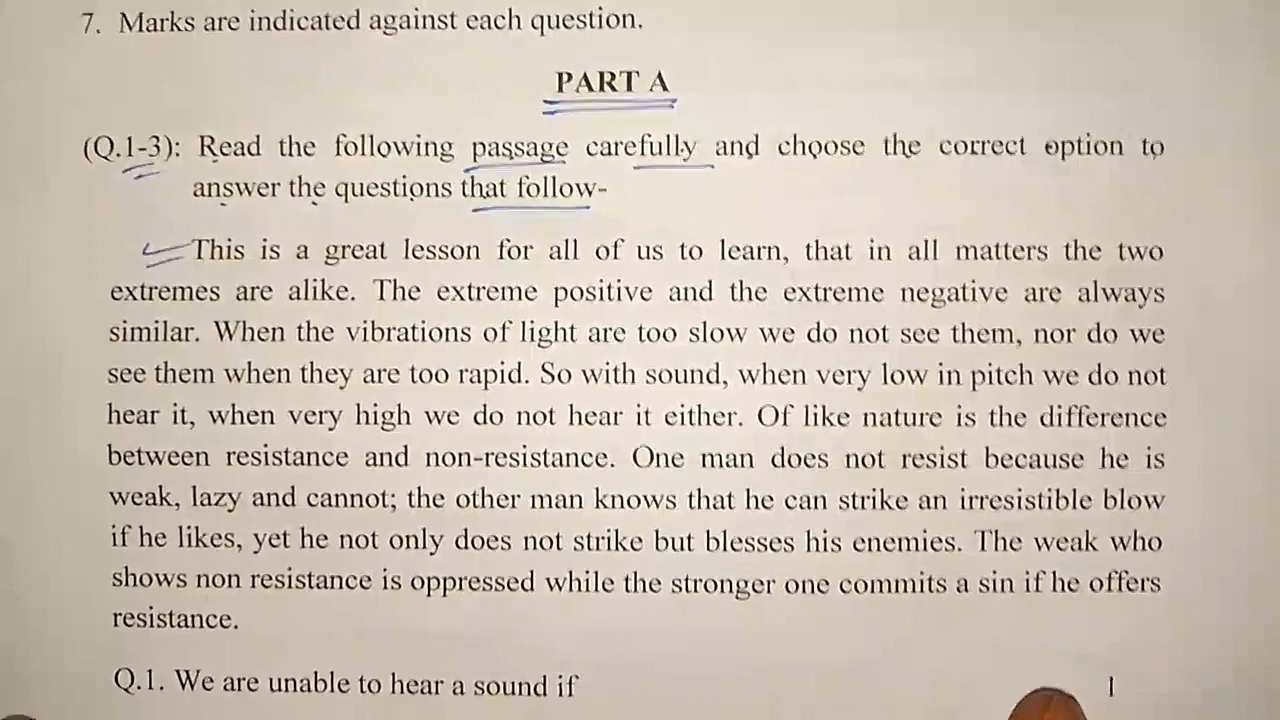 7. Marks are indicated against each question.
PART A
(Q.1-3): Read the following passage carefully and choose the correct option to
answer the questions that follow-
This is a great lesson for all of us to learn, that in all matters the two
extremes are alike. The extreme positive and the extreme negative are always
similar. When the vibrations of light are too slow we do not see them, nor do we
see them when they are too rapid. So with sound, when very low in pitch we do not
hear it, when very high we do not hear it either. Of like nature is the difference
between resistance and non-resistance. One man does not resist because he is
weak, lazy and cannot; the other man knows that he can strike an irresistible blow
if he likes, yet he not only does not strike but blesses his enemies. The weak who
shows non resistance is oppressed while the stronger one commits a sin if he offers
resistance.
Q.1. We are unable to hear a sound if 1